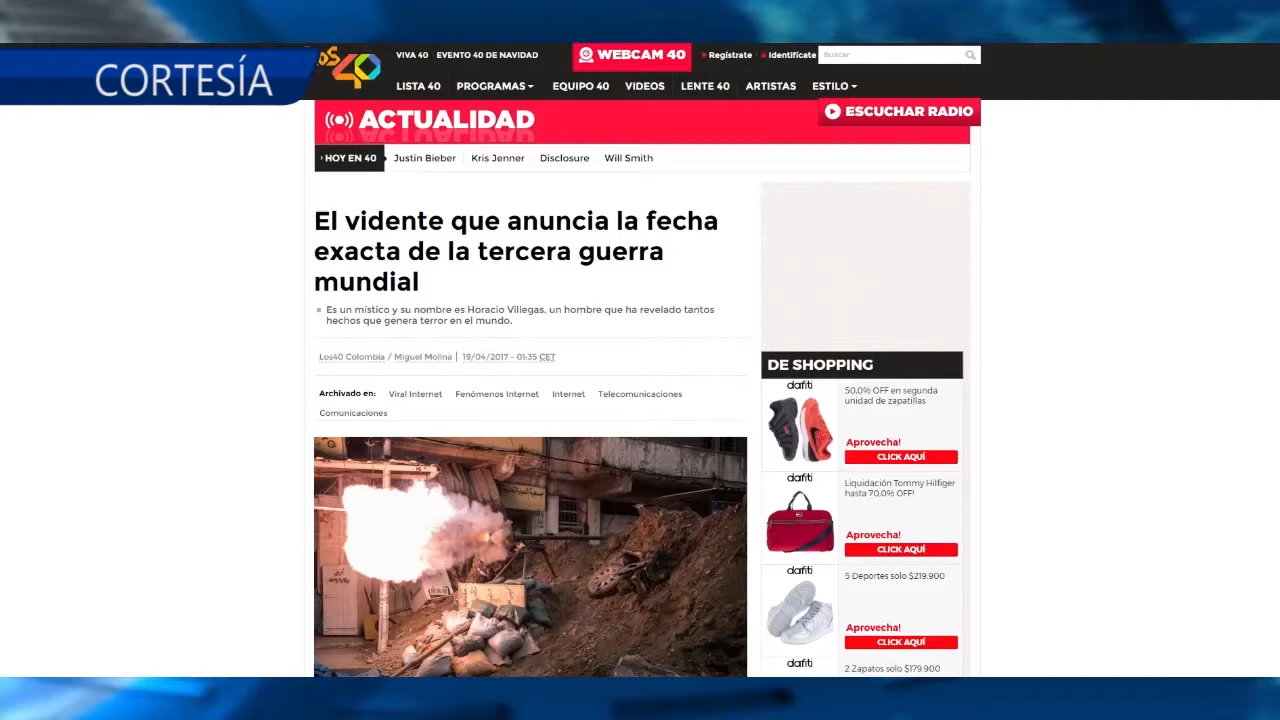 CORTESÍA
OS 40
VIVA 40 EVENTO 40 DE NAVIDAD
WEBCAM 40
Regístrate
Identifícate
Buscar
LISTA 40 PROGRAMAS EQUIPO 40 VIDEOS LENTE 40 ARTISTAS ESTILO
ACTUALIDAD
ESCUCHAR RADIO
› HOY EN 40 Justin Bieber Kris Jenner Disclosure Will Smith
El vidente que anuncia la fecha
exacta de la tercera guerra
mundial
Es un místico y su nombre es Horacio Villegas, un hombre que ha revelado tantos
hechos que genera terror en el mundo.
Los40 Colombia / Miguel Molina | 19/04/2017 - 01:35 CET
Archivado en: Viral Internet Fenómenos Internet Internet Telecomunicaciones
Comunicaciones
DE SHOPPING
dafiti
50,0% OFF en segunda
unidad de zapatillas
Aprovecha!
CLICK AQUÍ
dafiti
Liquidación Tommy Hilfiger
hasta 70,0% OFF!
Aprovecha!
CLICK AQUÍ
dafiti
5 Deportes solo $219.900
Aprovecha!
CLICK AQUÍ
dafiti
2 Zapatos solo $179.900